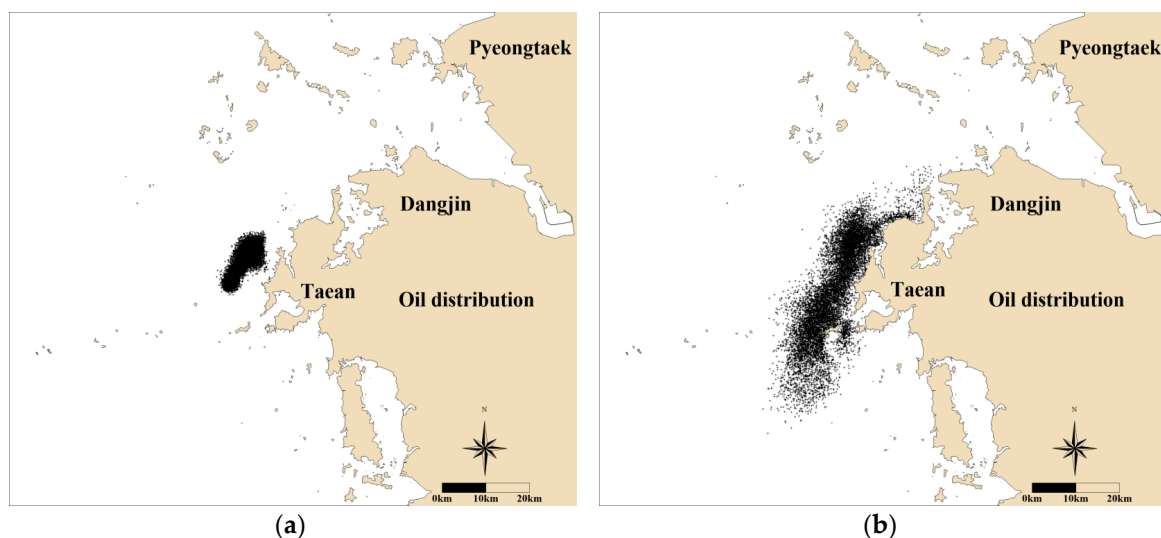 Pyeongtaek
Dangjin
Taean
Oil distribution
N
0km 10km 20km
(a)
Pyeongtaek
Dangjin
Taean
Oil distribution
N
0km 10km 20km
(b)